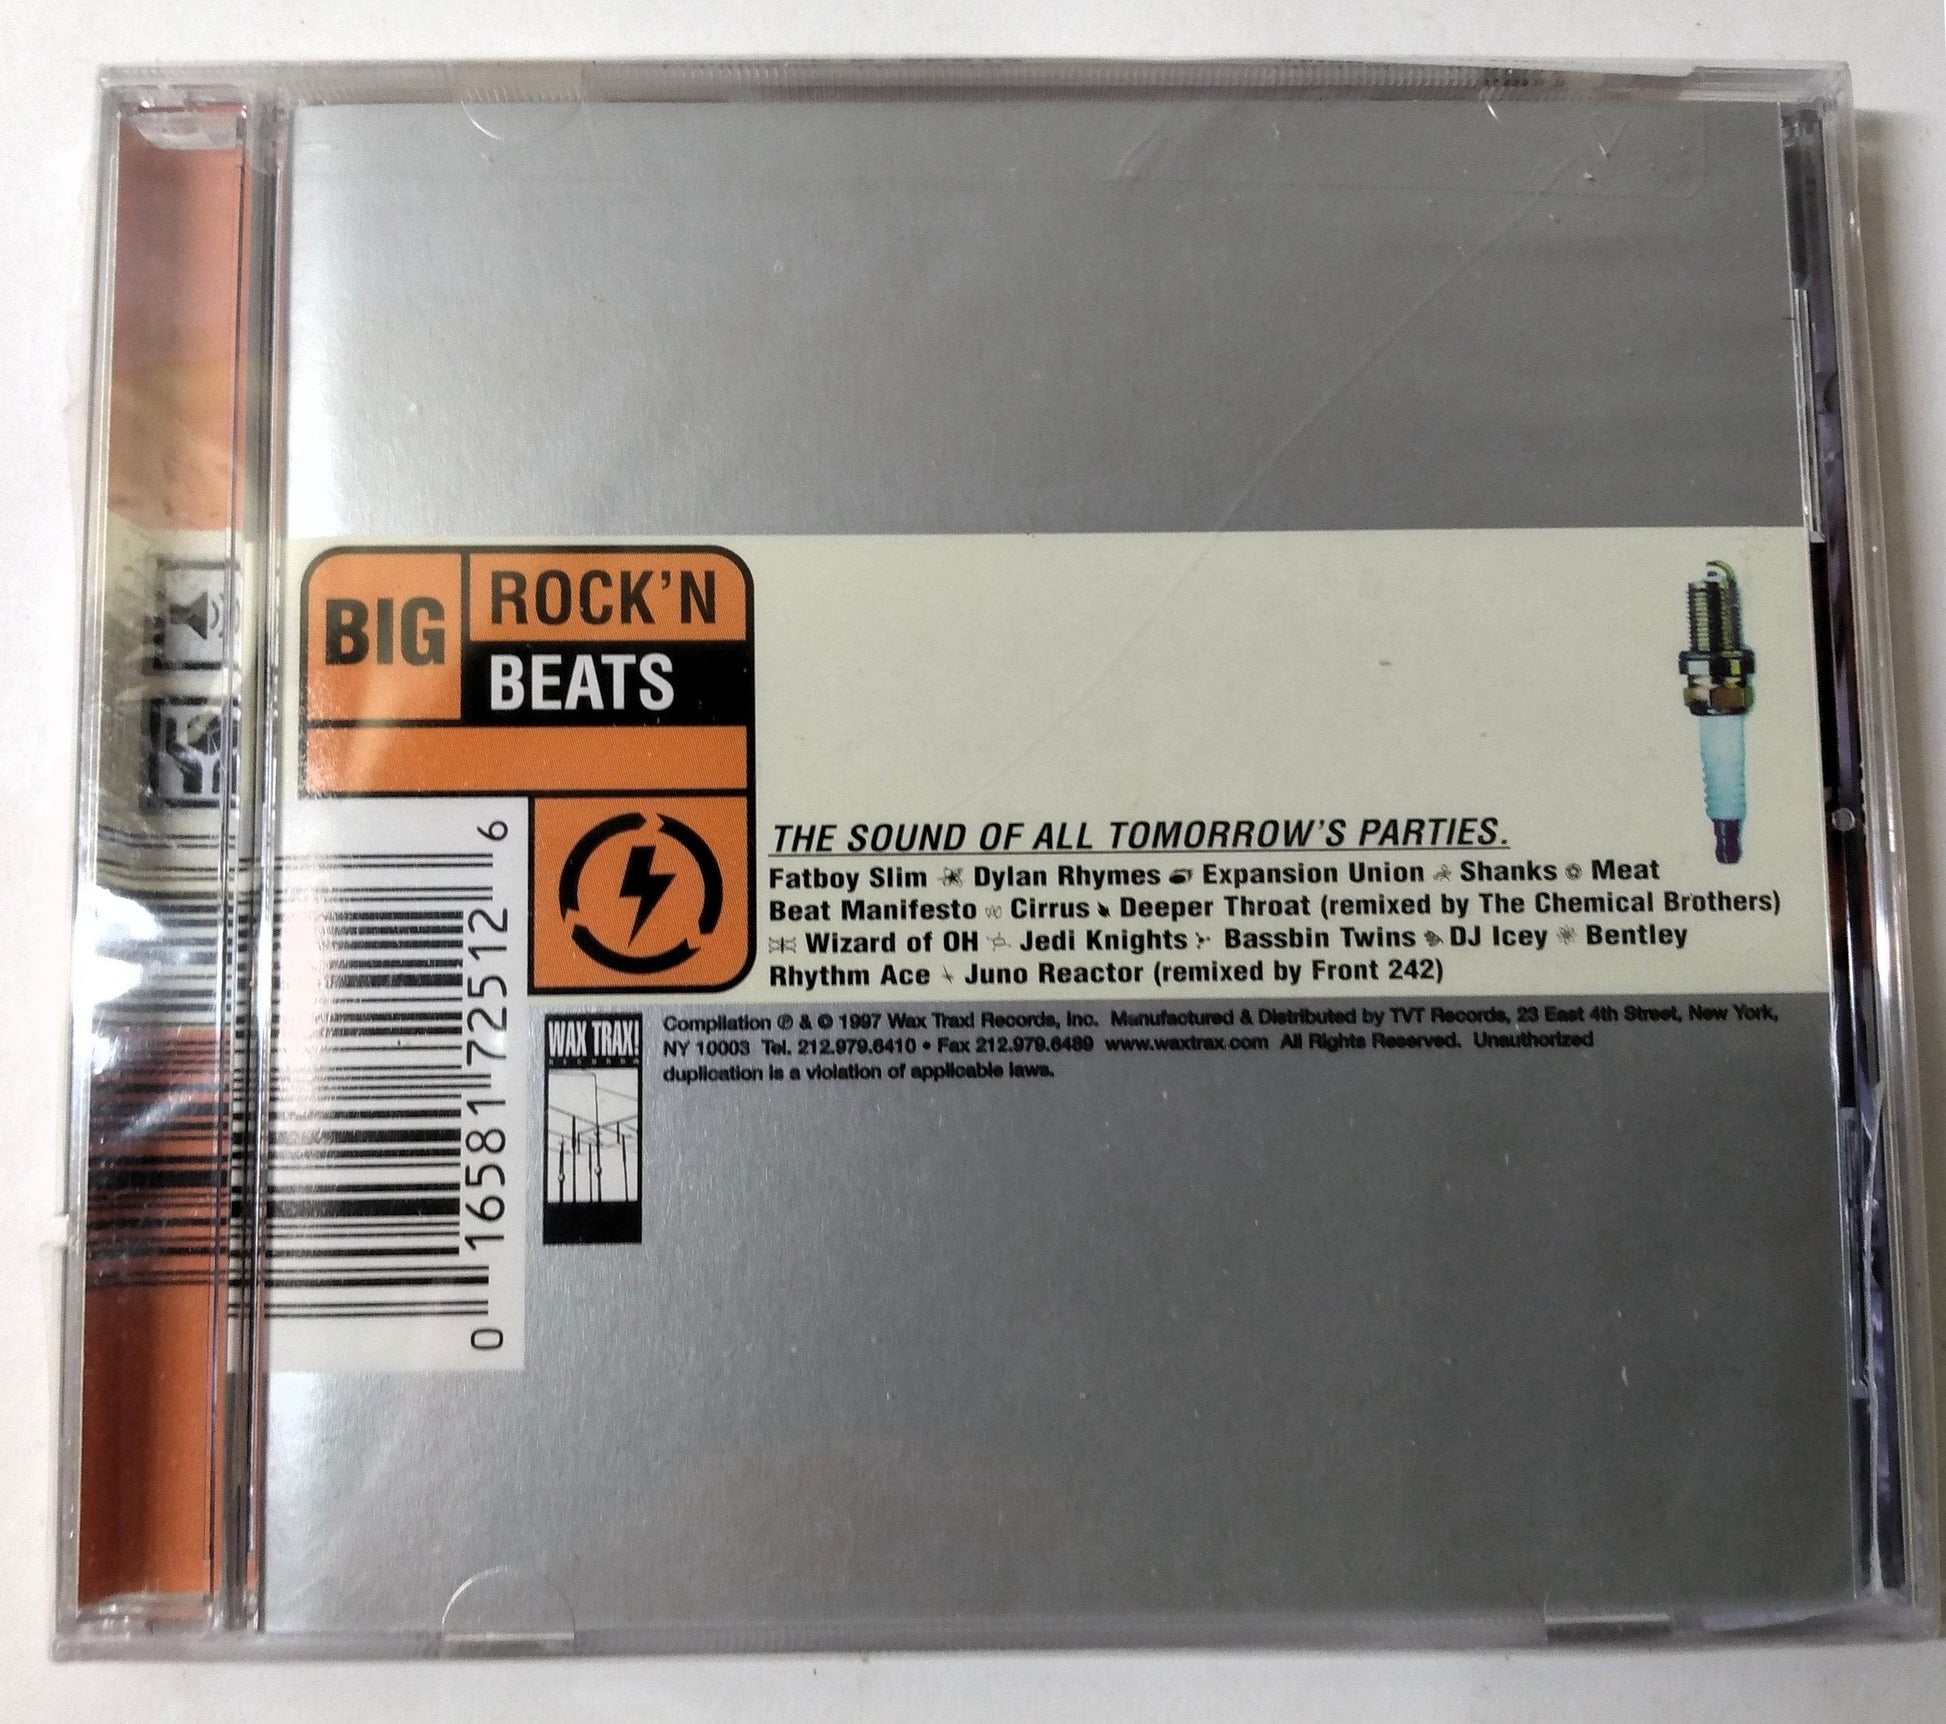 BIG
ROCK'N
BEATS
THE SOUND OF ALL TOMORROW'S PARTIES.
Fatboy Slim Dylan Rhymes Expansion Union Shanks Meat
Beat Manifesto Cirrus Deeper Throat (remixed by The Chemical Brothers)
Wizard of OH Jedi Knights Bassbin Twins DJ Icey Bentley
Rhythm Ace Juno Reactor (remixed by Front 242)
0 16581 72512 6
WAX TRAX!
RECORDS
Compilation ℗ & © 1997 Wax Trax! Records, Inc. Manufactured & Distributed by TVT Records, 23 East 4th Street, New York,
NY 10003 Tel. 212.979.6410 • Fax 212.979.6489 www.waxtrax.com All Rights Reserved. Unauthorized
duplication is a violation of applicable laws.